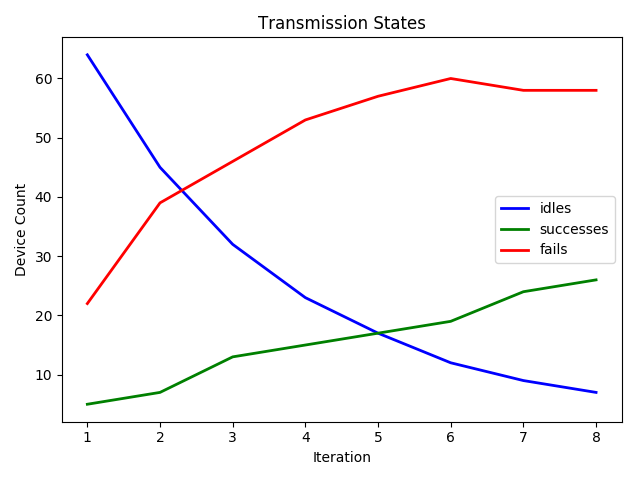 Transmission States
Device Count
60
50
40
30
20
10
idles
successes
fails
1 2 3 4 5 6 7 8
Iteration